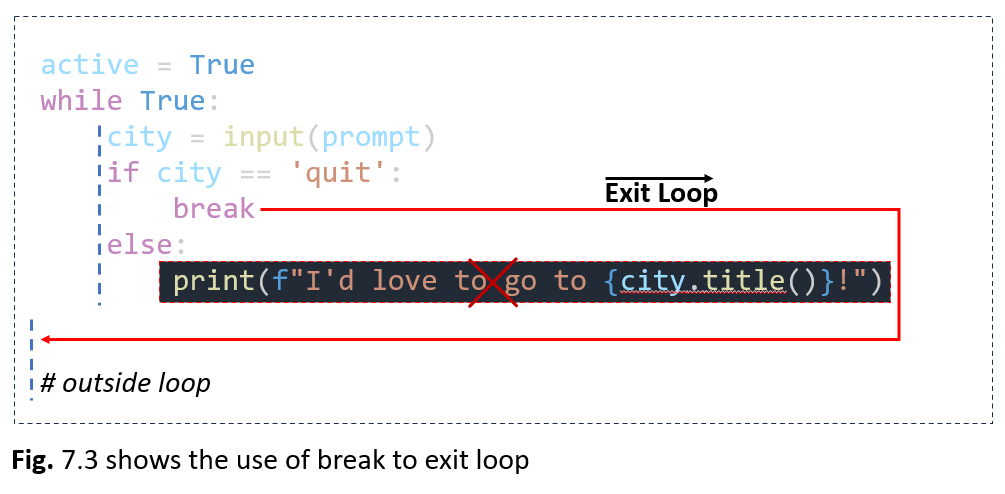 active = True
while True:
    city = input(prompt)
    if city == 'quit':
Exit Loop
        break
    else:
        print(f"I'd love to go to {city.title()}!")
# outside loop
Fig. 7.3 shows the use of break to exit loop